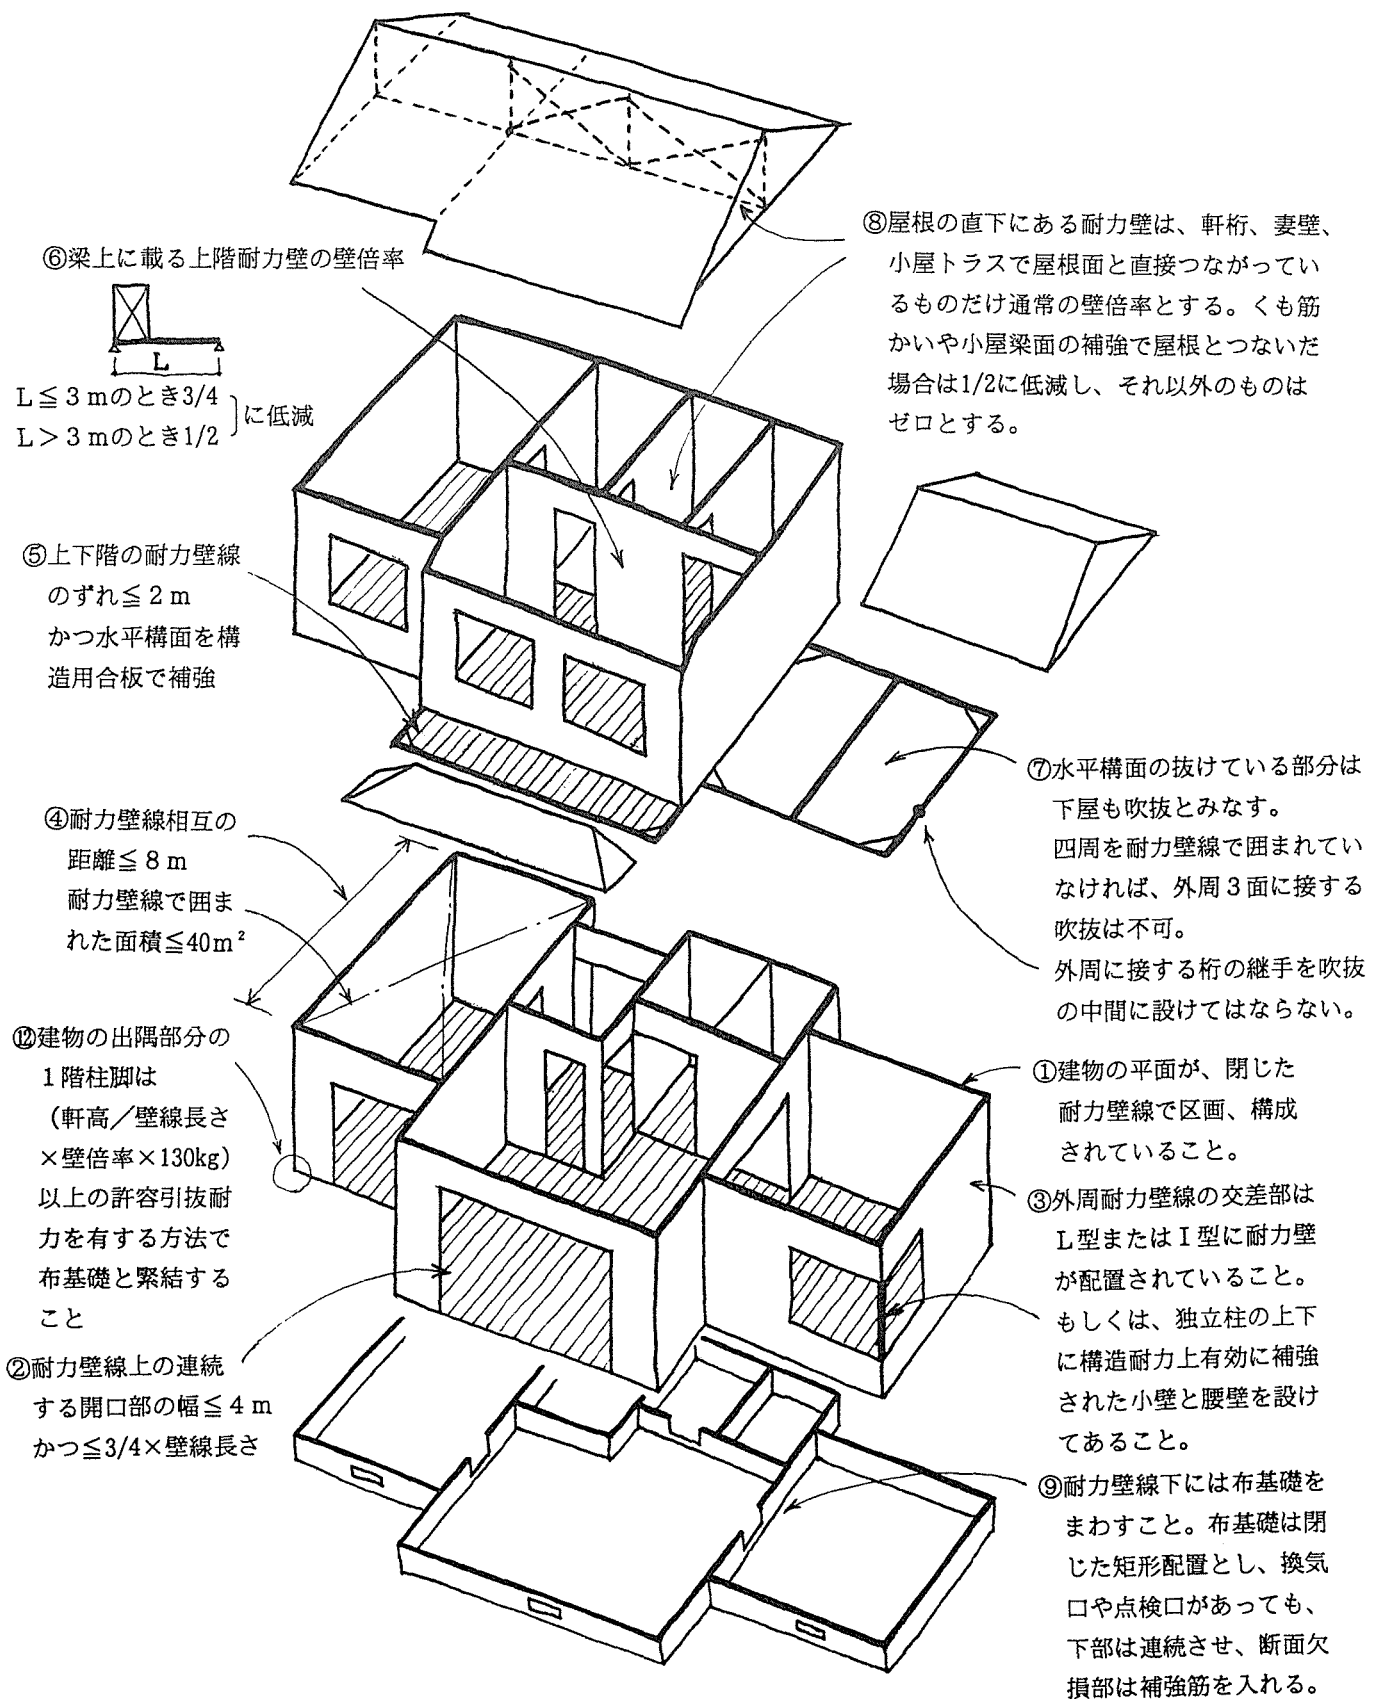 ⑥梁上に載る上階耐力壁の壁倍率
L
L≦3mのとき3/4
L>3mのとき1/2
に低減
⑧屋根の直下にある耐力壁は、軒桁、妻壁、
小屋トラスで屋根面と直接つながってい
るものだけ通常の壁倍率とする。くも筋
かいや小屋梁面の補強で屋根とつないだ
場合は1/2に低減し、それ以外のものは
ゼロとする。
⑤上下階の耐力壁線
のずれ≦2m
かつ水平構面を構
造用合板で補強
⑦水平構面の抜けている部分は
下屋も吹抜とみなす。
四周を耐力壁線で囲まれてい
なければ、外周3面に接する
吹抜は不可。
外周に接する桁の継手を吹抜
の中間に設けてはならない。
④耐力壁線相互の
距離≦8m
耐力壁線で囲ま
れた面積≦40m²
⑫建物の出隅部分の
1階柱脚は
(軒高/壁線長さ
×壁倍率×130kg)
以上の許容引抜耐
力を有する方法で
布基礎と緊結する
こと
①建物の平面が、閉じた
耐力壁線で区画、構成
されていること。
③外周耐力壁線の交差部は
L型またはI型に耐力壁
が配置されていること。
もしくは、独立柱の上下
に構造耐力上有効に補強
された小壁と腰壁を設け
てあること。
②耐力壁線上の連続
する開口部の幅≦4m
かつ≦3/4×壁線長さ
⑨耐力壁線下には布基礎を
まわすこと。布基礎は閉
じた矩形配置とし、換気
口や点検口があっても、
下部は連続させ、断面欠
損部は補強筋を入れる。